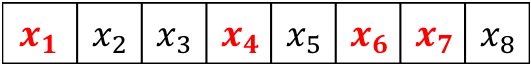 x₁ x₂ x₃ x₄ x₅ x₆ x₇ x₈